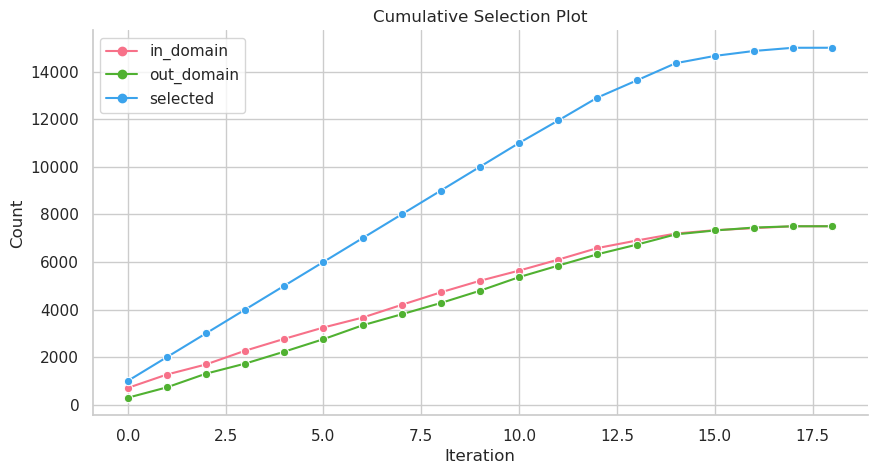 Cumulative Selection Plot
in_domain
out_domain
selected
14000
12000
10000
8000
6000
4000
2000
0
Count
0.0 2.5 5.0 7.5 10.0 12.5 15.0 17.5
Iteration